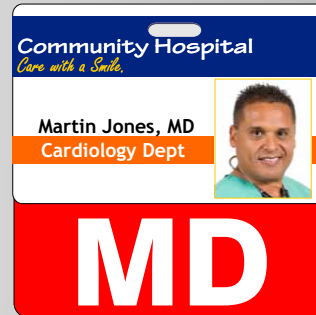 Community Hospital
Care with a Smile.
Martin Jones, MD
Cardiology Dept
MD